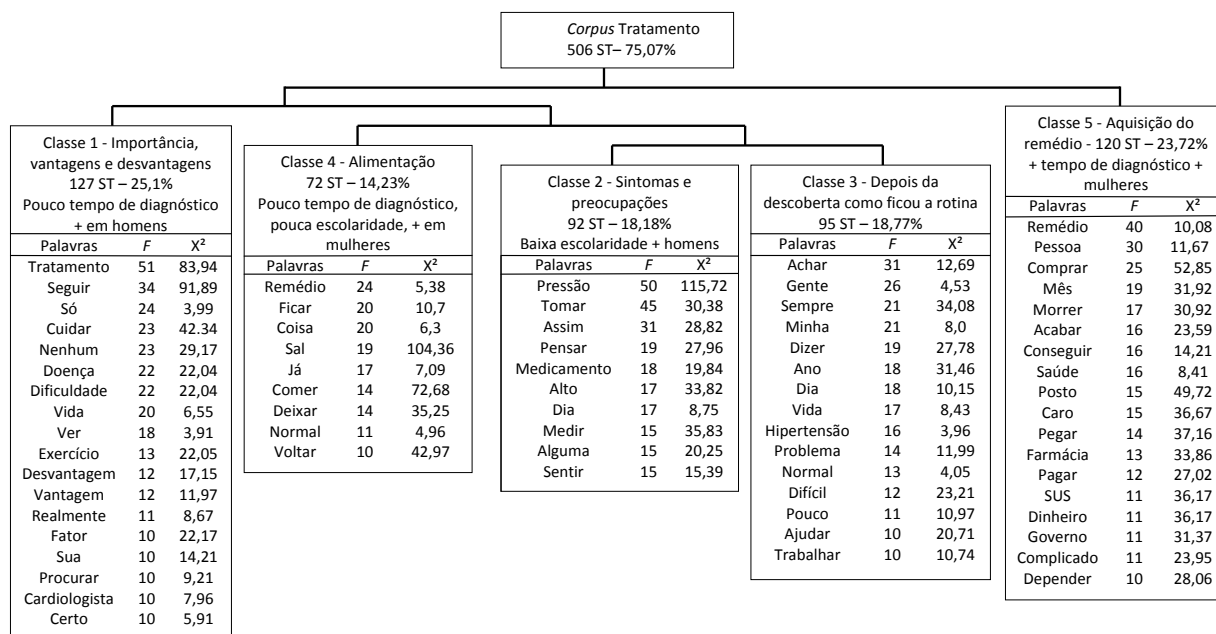 Corpus Tratamento
506 ST– 75,07%
Classe 1 - Importância,
vantagens e desvantagens
127 ST – 25,1%
Pouco tempo de diagnóstico
+ em homens
Palavras F X²
Tratamento 51 83,94
Seguir 34 91,89
Só 24 3,99
Cuidar 23 42.34
Nenhum 23 29,17
Doença 22 22,04
Dificuldade 22 22,04
Vida 20 6,55
Ver 18 3,91
Exercício 13 22,05
Desvantagem 12 17,15
Vantagem 12 11,97
Realmente 11 8,67
Fator 10 22,17
Sua 10 14,21
Procurar 10 9,21
Cardiologista 10 7,96
Certo 10 5,91
Classe 4 - Alimentação
72 ST – 14,23%
Pouco tempo de diagnóstico,
pouca escolaridade, + em
mulheres
Palavras F X²
Remédio 24 5,38
Ficar 20 10,7
Coisa 20 6,3
Sal 19 104,36
Já 17 7,09
Comer 14 72,68
Deixar 14 35,25
Normal 11 4,96
Voltar 10 42,97
Classe 2 - Sintomas e
preocupações
92 ST – 18,18%
Baixa escolaridade + homens
Palavras F X²
Pressão 50 115,72
Tomar 45 30,38
Assim 31 28,82
Pensar 19 27,96
Medicamento 18 19,84
Alto 17 33,82
Dia 17 8,75
Medir 15 35,83
Alguma 15 20,25
Sentir 15 15,39
Classe 3 - Depois da
descoberta como ficou a rotina
95 ST – 18,77%
Palavras F X²
Achar 31 12,69
Gente 26 4,53
Sempre 21 34,08
Minha 21 8,0
Dizer 19 27,78
Ano 18 31,46
Dia 18 10,15
Vida 17 8,43
Hipertensão 16 3,96
Problema 14 11,99
Normal 13 4,05
Difícil 12 23,21
Pouco 11 10,97
Ajudar 10 20,71
Trabalhar 10 10,74
Classe 5 - Aquisição do
remédio - 120 ST – 23,72%
+ tempo de diagnóstico +
mulheres
Palavras F X²
Remédio 40 10,08
Pessoa 30 11,67
Comprar 25 52,85
Mês 19 31,92
Morrer 17 30,92
Acabar 16 23,59
Conseguir 16 14,21
Saúde 16 8,41
Posto 15 49,72
Caro 15 36,67
Pegar 14 37,16
Farmácia 13 33,86
Pagar 12 27,02
SUS 11 36,17
Dinheiro 11 36,17
Governo 11 31,37
Complicado 11 23,95
Depender 10 28,06